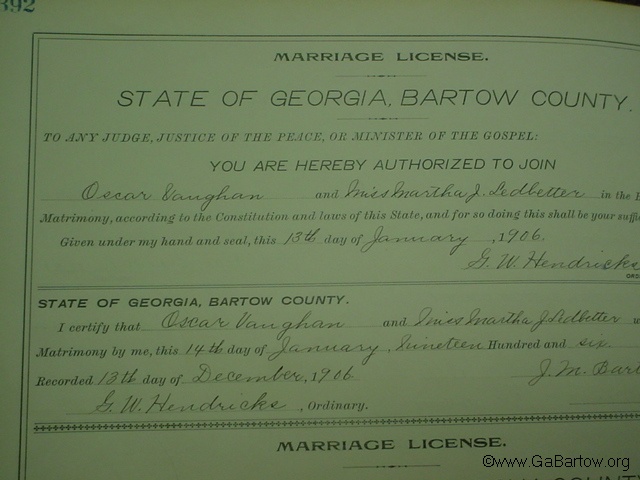 392
MARRIAGE LICENSE.
STATE OF GEORGIA, BARTOW COUNTY.
TO ANY JUDGE, JUSTICE OF THE PEACE, OR MINISTER OF THE GOSPEL:
YOU ARE HEREBY AUTHORIZED TO JOIN
Oscar Vaughan and Miss Martha J. Ledbetter in the
Matrimony, according to the Constitution and laws of this State, and for so doing this shall be your
Given under my hand and seal, this 13th day of January, 1906.
G. W. Hendricks
STATE OF GEORGIA, BARTOW COUNTY.
I certify that Oscar Vaughan and Miss Martha J Ledbetter
Matrimony by me, this 14th day of January, Nineteen Hundred and six
Recorded 13th day of December, 1906 J. M. Bar
G. W. Hendricks, Ordinary.
MARRIAGE LICENSE.
©www.GaBartow.org